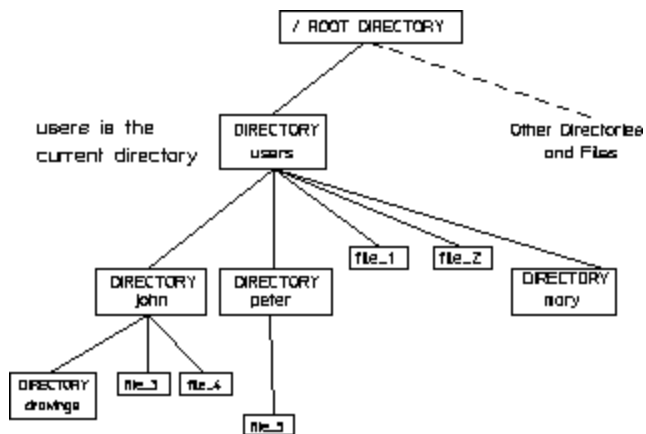 / ROOT DIRECTORY
users is the
current directory
DIRECTORY
users
Other Directories
and Files
file_1
file_2
DIRECTORY
john
DIRECTORY
peter
DIRECTORY
mary
DIRECTORY
drawings
file_3
file_4
file_5